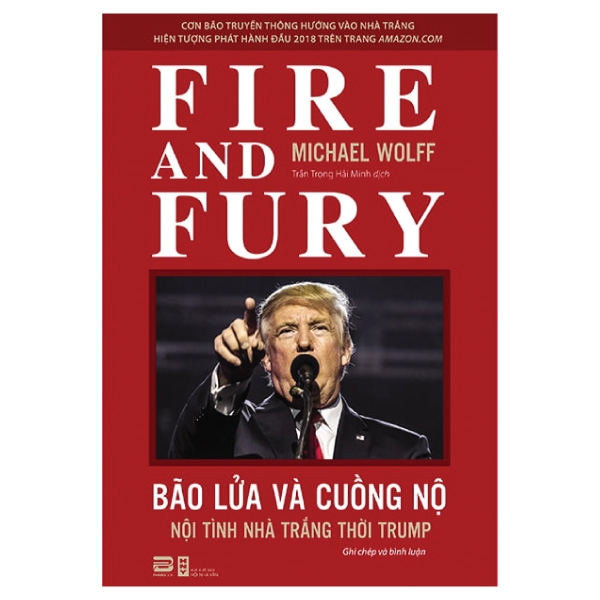 CƠN BÃO TRUYỀN THÔNG HƯỚNG VÀO NHÀ TRẮNG
HIỆN TƯỢNG PHÁT HÀNH ĐẦU 2018 TRÊN TRANG AMAZON.COM
FIRE
AND
MICHAEL WOLFF
Trần Trọng Hải Minh dịch
FURY
BÃO LỬA VÀ CUỒNG NỘ
NỘI TÌNH NHÀ TRẮNG THỜI TRUMP
Ghi chép và bình luận